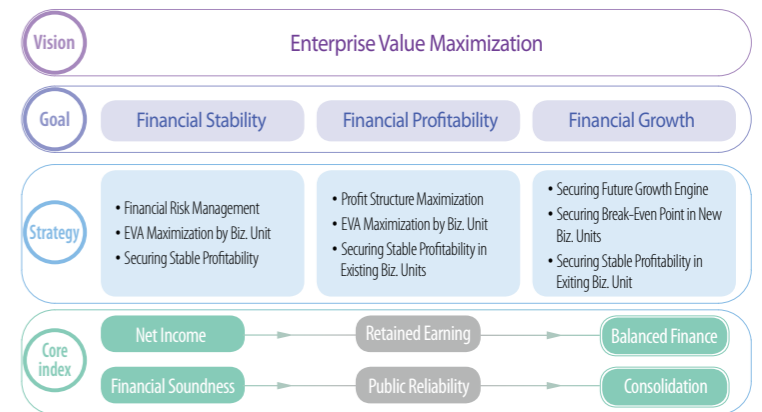 Vision
Enterprise Value Maximization
Goal
Financial Stability
Financial Profitability
Financial Growth
Strategy
• Financial Risk Management
• EVA Maximization by Biz. Unit
• Securing Stable Profitability
• Profit Structure Maximization
• EVA Maximization by Biz. Unit
• Securing Stable Profitability in
Existing Biz. Units
• Securing Future Growth Engine
• Securing Break-Even Point in New
Biz. Units
• Securing Stable Profitability in
Exiting Biz. Unit
Core
index
Net Income
Retained Earning
Balanced Finance
Financial Soundness
Public Reliability
Consolidation